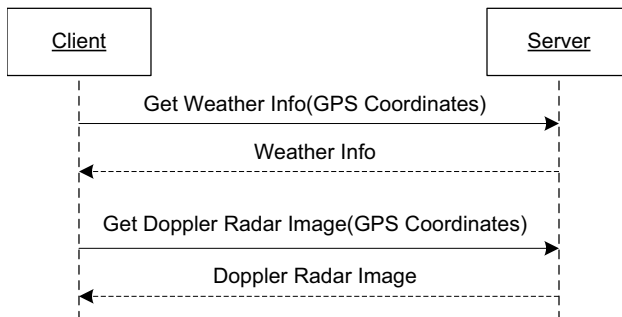 Client
Server
Get Weather Info(GPS Coordinates)
Weather Info
Get Doppler Radar Image(GPS Coordinates)
Doppler Radar Image